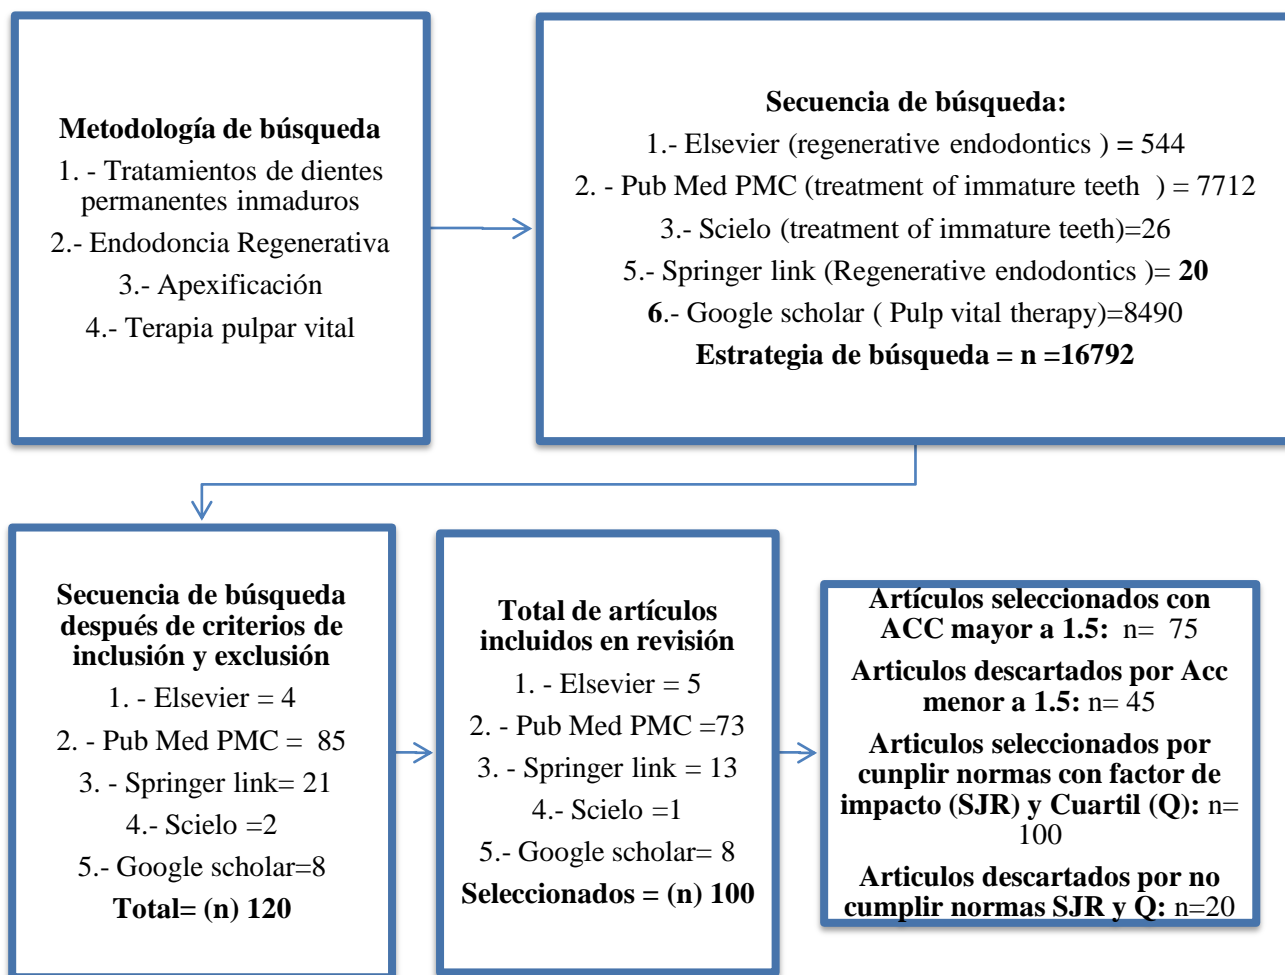 Metodología de búsqueda
1. - Tratamientos de dientes
permanentes inmaduros
2.- Endodoncia Regenerativa
3.- Apexificación
4.- Terapia pulpar vital
Secuencia de búsqueda:
1.- Elsevier (regenerative endodontics ) = 544
2. - Pub Med PMC (treatment of immature teeth ) = 7712
3.- Scielo (treatment of immature teeth)=26
5.- Springer link (Regenerative endodontics )= 20
6.- Google scholar ( Pulp vital therapy)=8490
Estrategia de búsqueda = n =16792
Secuencia de búsqueda
después de criterios de
inclusión y exclusión
1. - Elsevier = 4
2. - Pub Med PMC = 85
3. - Springer link= 21
4.- Scielo =2
5.- Google scholar=8
Total= (n) 120
Total de artículos
incluidos en revisión
1. - Elsevier = 5
2. - Pub Med PMC =73
3. - Springer link = 13
4.- Scielo =1
5.- Google scholar= 8
Seleccionados = (n) 100
Artículos seleccionados con
ACC mayor a 1.5: n= 75
Articulos descartados por Acc
menor a 1.5: n= 45
Articulos seleccionados por
cunplir normas con factor de
impacto (SJR) y Cuartil (Q): n=
100
Articulos descartados por no
cumplir normas SJR y Q: n=20